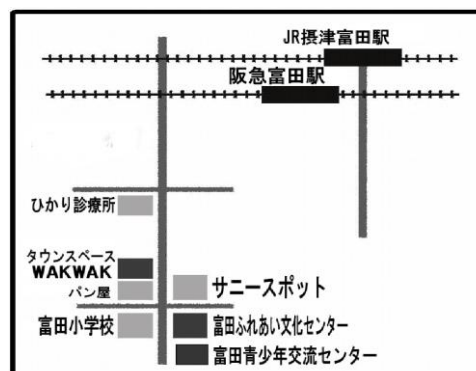 JR摂津富田駅
阪急富田駅
ひかり診療所
タウンスペース
WAKWAK
パン屋
サニースポット
富田小学校
富田ふれあい文化センター
富田青少年交流センター